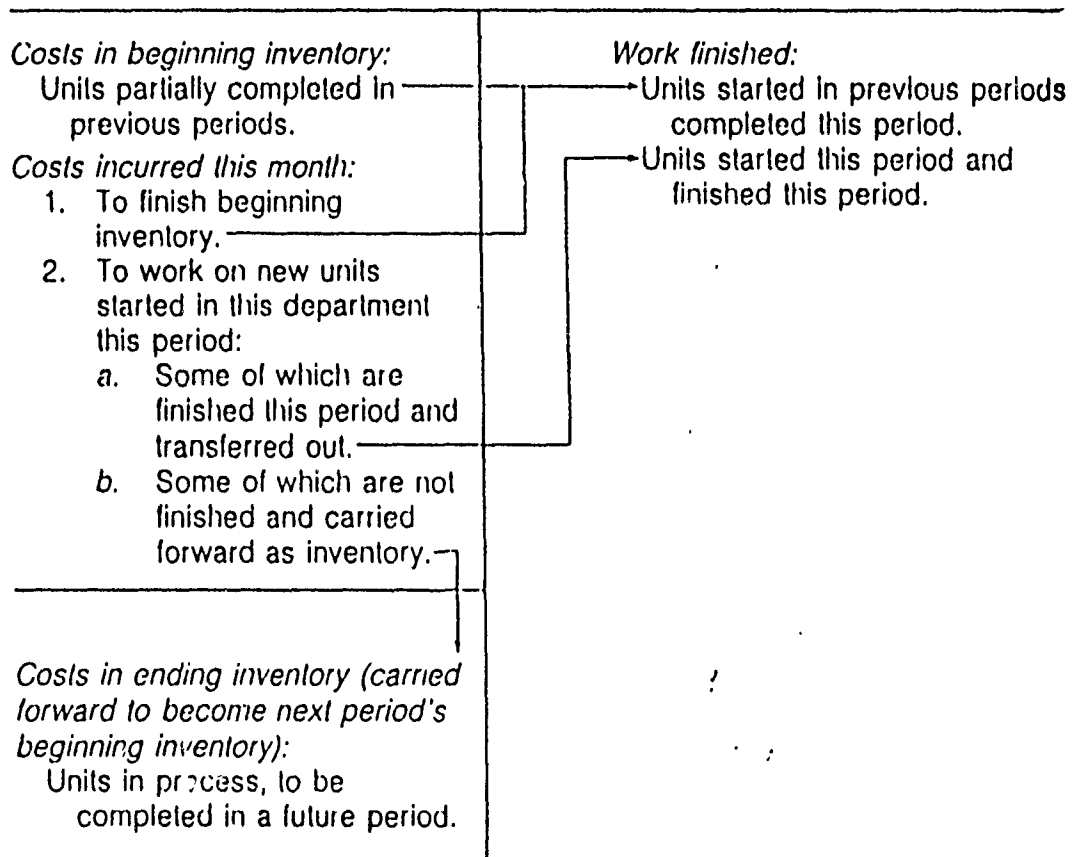 Costs in beginning inventory:
Units partially completed in
previous periods.
Costs incurred this month:
1. To finish beginning
inventory.
2. To work on new units
started in this department
this period:
a. Some of which are
finished this period and
transferred out.
b. Some of which are not
finished and carried
forward as inventory.
Costs in ending inventory (carried
forward to become next period's
beginning inventory):
Units in process, to be
completed in a future period.
Work finished:
Units started in previous periods
completed this period.
Units started this period and
finished this period.